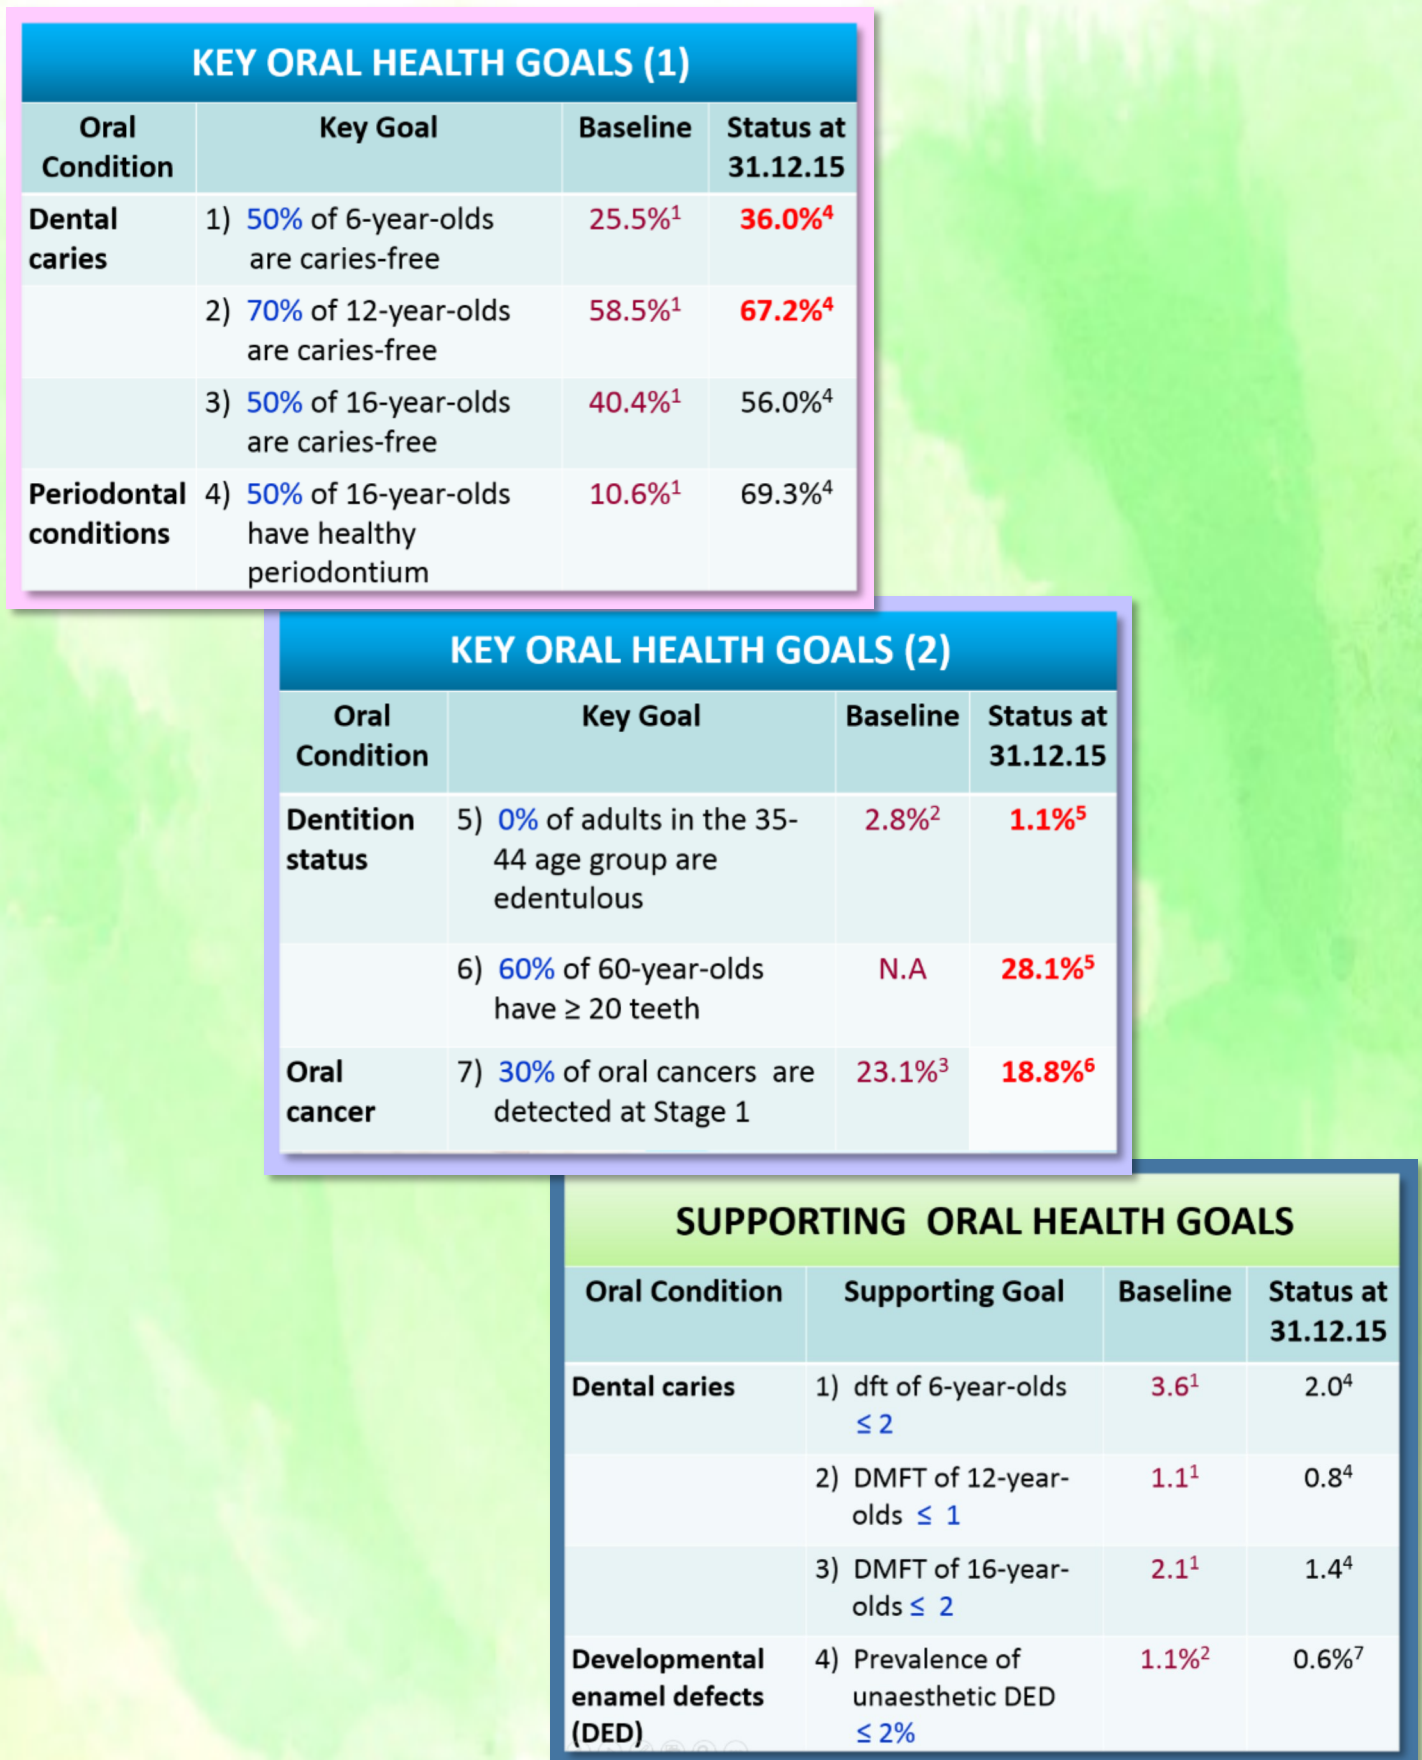 KEY ORAL HEALTH GOALS (1)
Oral Condition Key Goal Baseline Status at 31.12.15
Dental caries 1) 50% of 6-year-olds are caries-free 25.5%¹ 36.0%⁴
2) 70% of 12-year-olds are caries-free 58.5%¹ 67.2%⁴
3) 50% of 16-year-olds are caries-free 40.4%¹ 56.0%⁴
Periodontal conditions 4) 50% of 16-year-olds have healthy periodontium 10.6%¹ 69.3%⁴
KEY ORAL HEALTH GOALS (2)
Oral Condition Key Goal Baseline Status at 31.12.15
Dentition status 5) 0% of adults in the 35-44 age group are edentulous 2.8%² 1.1%⁵
6) 60% of 60-year-olds have ≥ 20 teeth N.A 28.1%⁵
Oral cancer 7) 30% of oral cancers are detected at Stage 1 23.1%³ 18.8%⁶
SUPPORTING ORAL HEALTH GOALS
Oral Condition Supporting Goal Baseline Status at 31.12.15
Dental caries 1) dft of 6-year-olds ≤ 2 3.6¹ 2.0⁴
2) DMFT of 12-year-olds ≤ 1 1.1¹ 0.8⁴
3) DMFT of 16-year-olds ≤ 2 2.1¹ 1.4⁴
Developmental enamel defects (DED) 4) Prevalence of unaesthetic DED ≤ 2% 1.1%² 0.6%⁷